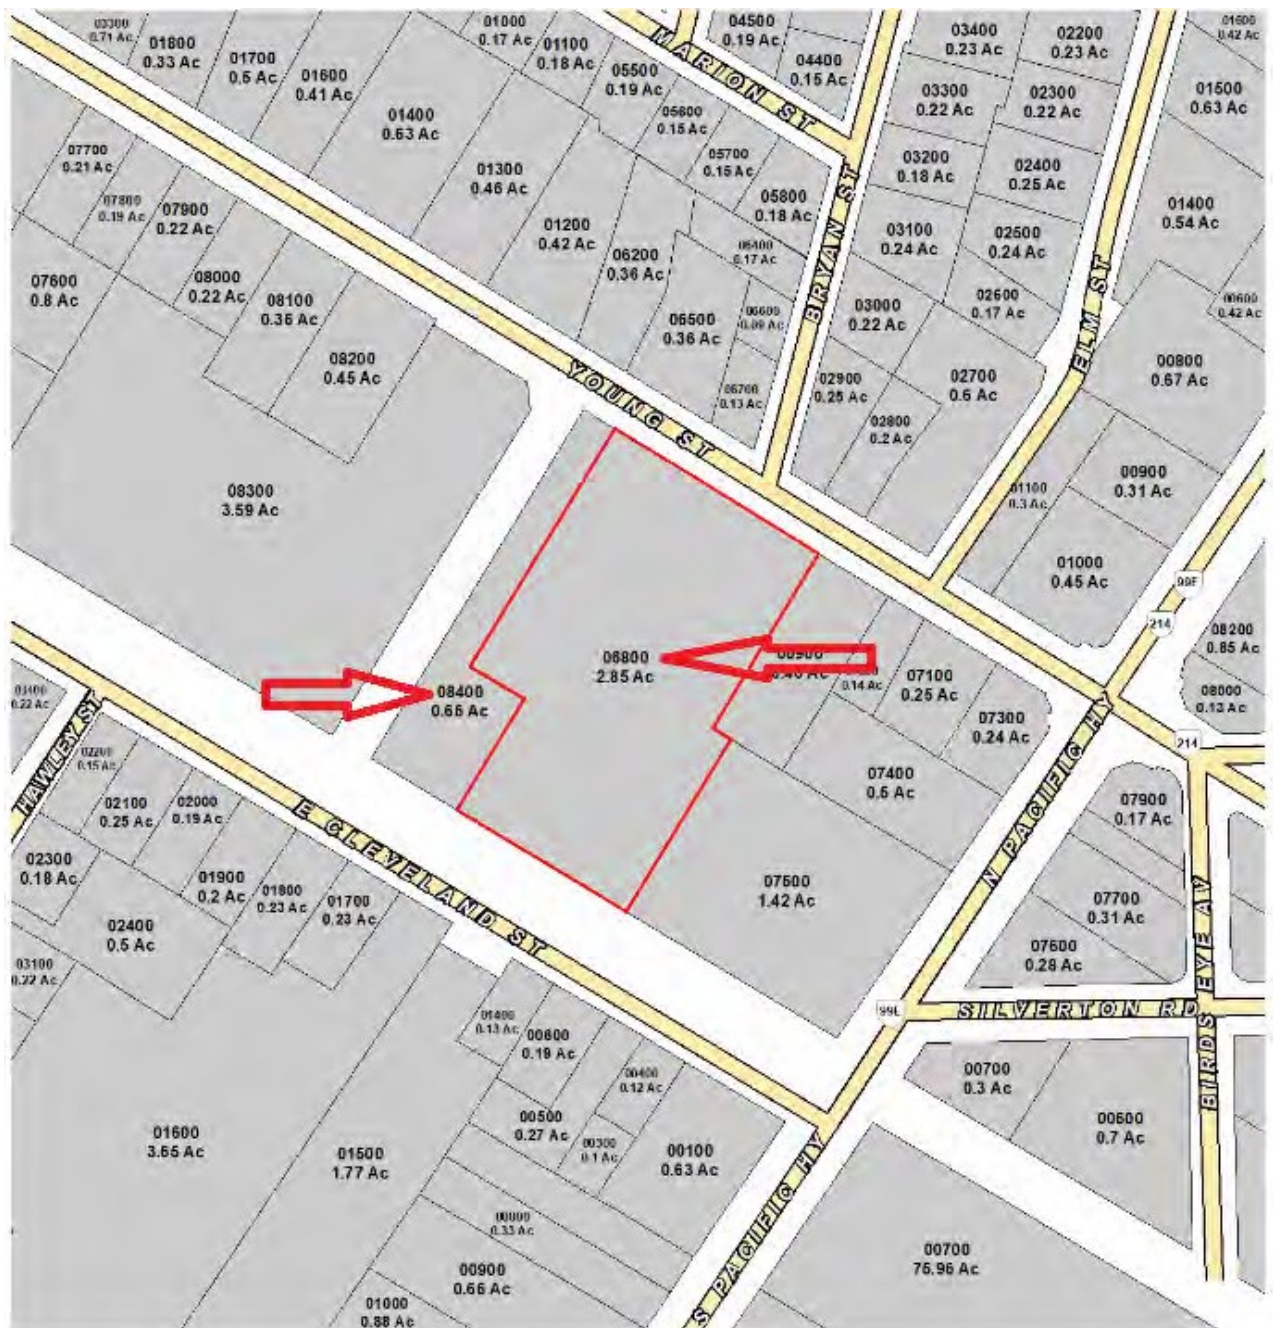 03300
0.71 Ac
01800
0.33 Ac
01700
0.5 Ac
01600
0.41 Ac
01400
0.63 Ac
01000
0.17 Ac
01100
0.18 Ac
05500
0.19 Ac
05600
0.15 Ac
05700
0.15 Ac
05800
0.18 Ac
MARION ST
04500
0.19 Ac
04400
0.15 Ac
03400
0.23 Ac
02200
0.23 Ac
01600
0.42 Ac
03300
0.22 Ac
02300
0.22 Ac
01500
0.63 Ac
03200
0.18 Ac
02400
0.25 Ac
01400
0.54 Ac
03100
0.24 Ac
02500
0.24 Ac
BRYAN ST
ELM ST
07700
0.21 Ac
07800
0.19 Ac
07900
0.22 Ac
01300
0.46 Ac
01200
0.42 Ac
06200
0.36 Ac
06400
0.17 Ac
07600
0.8 Ac
08000
0.22 Ac
08100
0.36 Ac
08200
0.45 Ac
06500
0.36 Ac
06600
0.09 Ac
06700
0.13 Ac
03000
0.22 Ac
02600
0.17 Ac
00600
0.42 Ac
00800
0.67 Ac
02900
0.25 Ac
02800
0.2 Ac
02700
0.6 Ac
YOUNG ST
08300
3.59 Ac
01100
0.3 Ac
00900
0.31 Ac
01000
0.45 Ac
99E
214
08200
0.85 Ac
08000
0.13 Ac
08400
0.66 Ac
06800
2.85 Ac
00900
0.14 Ac
07100
0.25 Ac
07300
0.24 Ac
214
07400
0.5 Ac
N PACIFIC HY
07500
1.42 Ac
07900
0.17 Ac
07700
0.31 Ac
07600
0.28 Ac
BIRDS EYE AV
0.22 Ac
HAWLEY ST
02200
0.15 Ac
02100
0.25 Ac
02000
0.19 Ac
E CLEVELAND ST
02300
0.18 Ac
01900
0.2 Ac
01800
0.23 Ac
01700
0.23 Ac
02400
0.5 Ac
03100
0.22 Ac
99E
SILVERTON RD
01400
0.13 Ac
00600
0.19 Ac
00400
0.12 Ac
00500
0.27 Ac
00300
0.1 Ac
00100
0.63 Ac
00700
0.3 Ac
00600
0.7 Ac
01600
3.65 Ac
01500
1.77 Ac
0.33 Ac
00900
0.66 Ac
01000
0.88 Ac
S PACIFIC HY
00700
76.96 Ac